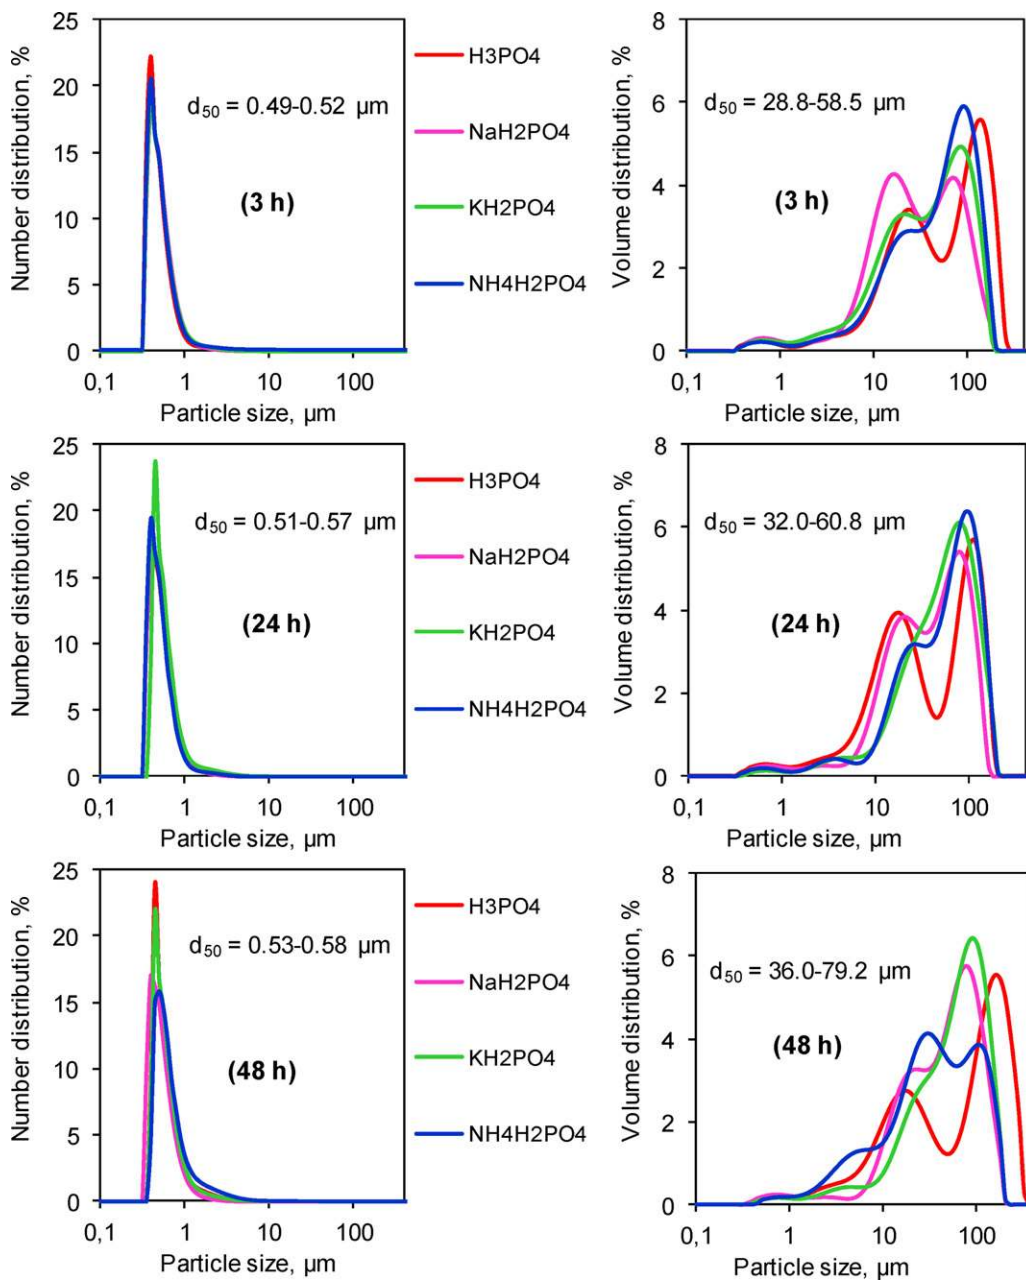 25
20
15
10
5
0
Number distribution, %
d50 = 0.49-0.52 µm
(3 h)
0,1 1 10 100
Particle size, µm
H3PO4
NaH2PO4
KH2PO4
NH4H2PO4
8
6
4
2
0
Volume distribution, %
d50 = 28.8-58.5 µm
(3 h)
0,1 1 10 100
Particle size, µm
25
20
15
10
5
0
Number distribution, %
d50 = 0.51-0.57 µm
(24 h)
0,1 1 10 100
Particle size, µm
H3PO4
NaH2PO4
KH2PO4
NH4H2PO4
8
6
4
2
0
Volume distribution, %
d50 = 32.0-60.8 µm
(24 h)
0,1 1 10 100
Particle size, µm
25
20
15
10
5
0
Number distribution, %
d50 = 0.53-0.58 µm
(48 h)
0,1 1 10 100
Particle size, µm
H3PO4
NaH2PO4
KH2PO4
NH4H2PO4
8
6
4
2
0
Volume distribution, %
d50 = 36.0-79.2 µm
(48 h)
0,1 1 10 100
Particle size, µm